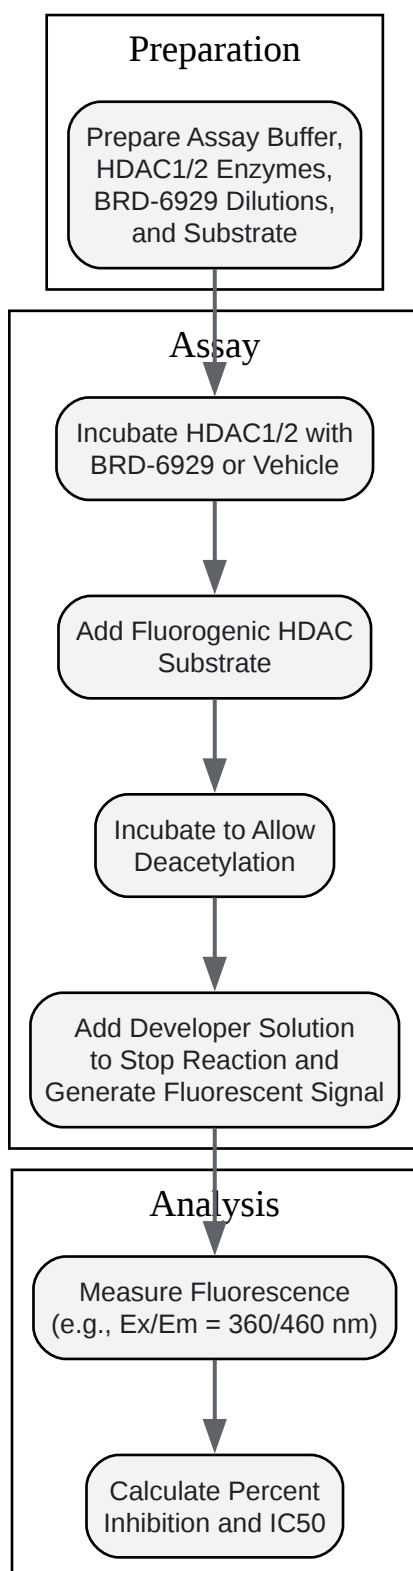 Preparation
Prepare Assay Buffer,
HDAC1/2 Enzymes,
BRD-6929 Dilutions,
and Substrate
Assay
Incubate HDAC1/2 with
BRD-6929 or Vehicle
Add Fluorogenic HDAC
Substrate
Incubate to Allow
Deacetylation
Add Developer Solution
to Stop Reaction and
Generate Fluorescent Signal
Analysis
Measure Fluorescence
(e.g., Ex/Em = 360/460 nm)
Calculate Percent
Inhibition and IC50